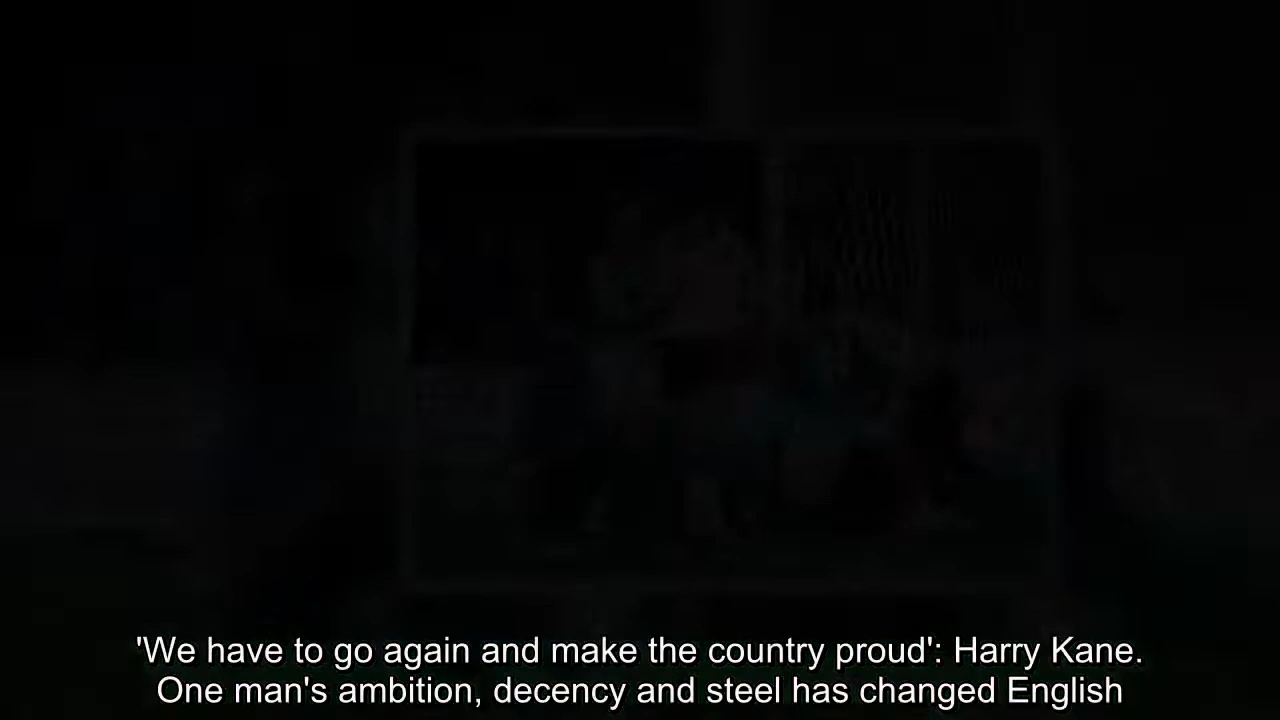 'We have to go again and make the country proud': Harry Kane.
One man's ambition, decency and steel has changed English